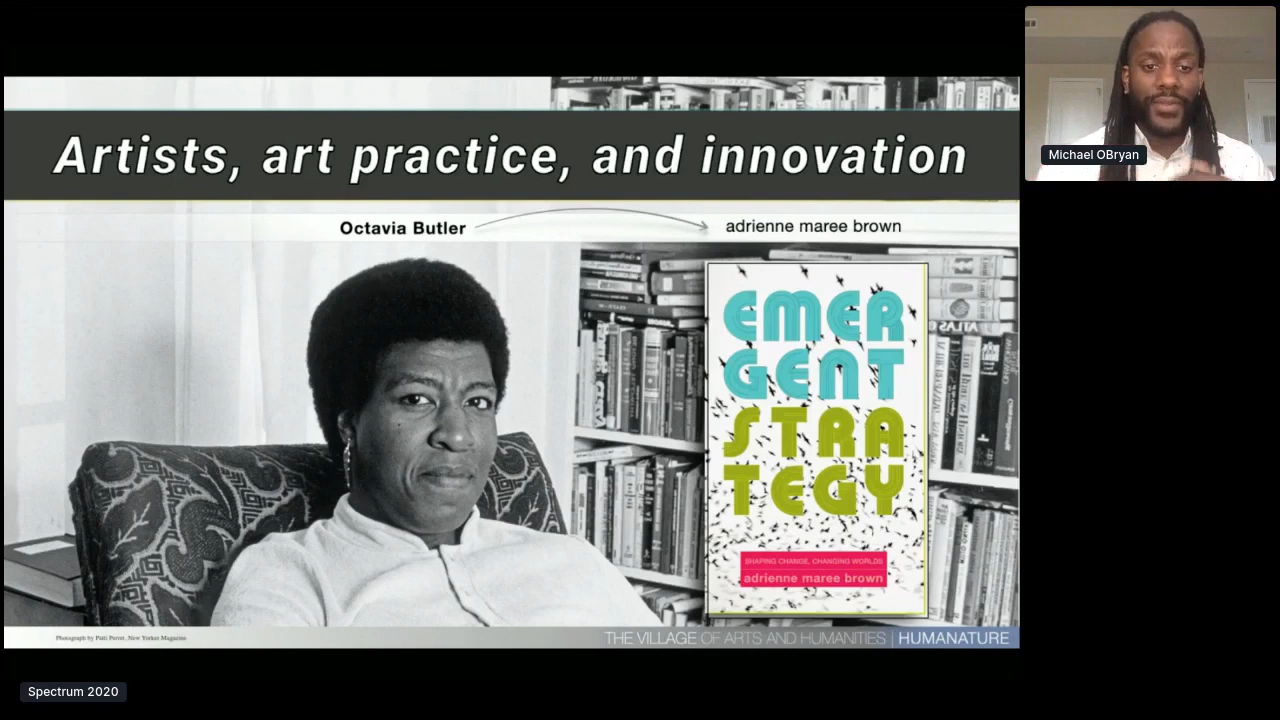 Artists, art practice, and innovation
Octavia Butler
adrienne maree brown
EMER
GENT
STRA
TEGY
SHAPING CHANGE, CHANGING WORLDS
adrienne maree brown
ATLAS
Photograph by Patti Perret, New Yorker Magazine
THE VILLAGE OF ARTS AND HUMANITIES | HUMANATURE
Michael OBryan
Spectrum 2020